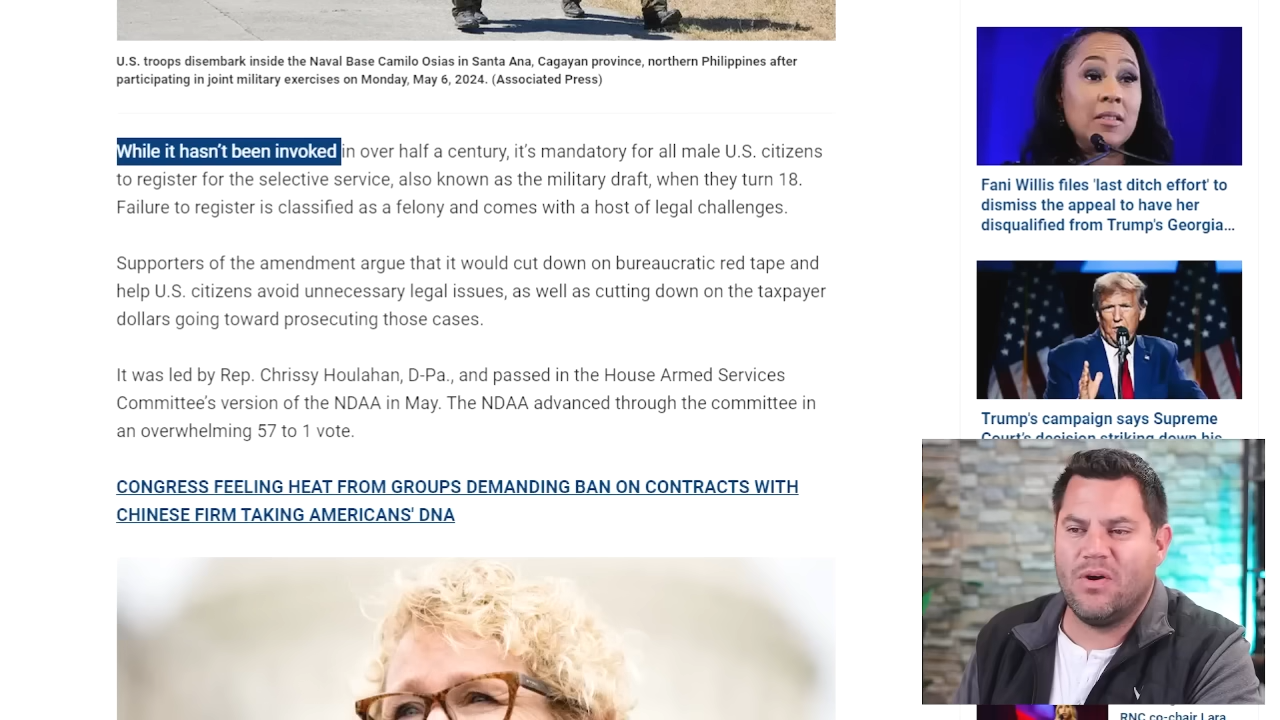 U.S. troops disembark inside the Naval Base Camilo Osias in Santa Ana, Cagayan province, northern Philippines after
participating in joint military exercises on Monday, May 6, 2024. (Associated Press)
While it hasn’t been invoked in over half a century, it’s mandatory for all male U.S. citizens
to register for the selective service, also known as the military draft, when they turn 18.
Failure to register is classified as a felony and comes with a host of legal challenges.
Supporters of the amendment argue that it would cut down on bureaucratic red tape and
help U.S. citizens avoid unnecessary legal issues, as well as cutting down on the taxpayer
dollars going toward prosecuting those cases.
It was led by Rep. Chrissy Houlahan, D-Pa., and passed in the House Armed Services
Committee’s version of the NDAA in May. The NDAA advanced through the committee in
an overwhelming 57 to 1 vote.
CONGRESS FEELING HEAT FROM GROUPS DEMANDING BAN ON CONTRACTS WITH
CHINESE FIRM TAKING AMERICANS' DNA
Fani Willis files 'last ditch effort' to
dismiss the appeal to have her
disqualified from Trump's Georgia...
Trump's campaign says Supreme
Court's decision striking down his
RNC co-chair Lara